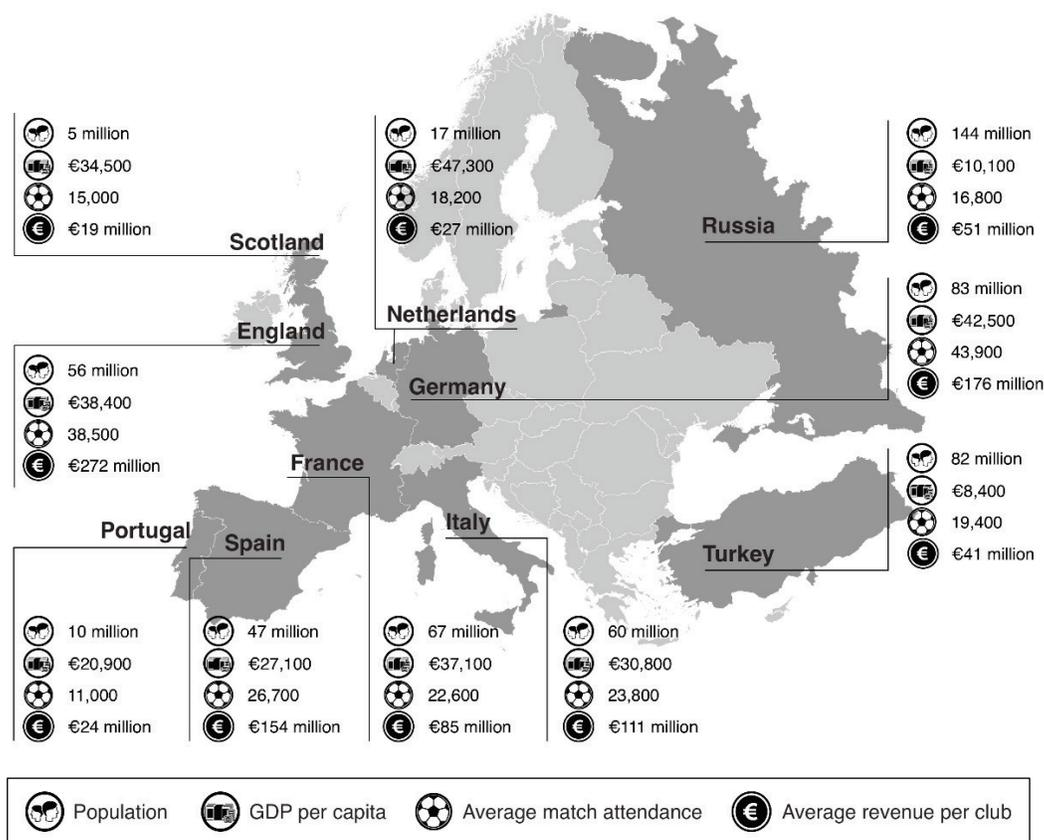 5 million
€34,500
15,000
€19 million
Scotland
17 million
€47,300
18,200
€27 million
Netherlands
144 million
€10,100
16,800
€51 million
Russia
England
56 million
€38,400
38,500
€272 million
83 million
€42,500
43,900
€176 million
Germany
France
82 million
€8,400
19,400
€41 million
Turkey
Portugal
10 million
€20,900
11,000
€24 million
Spain
47 million
€27,100
26,700
€154 million
67 million
€37,100
22,600
€85 million
Italy
60 million
€30,800
23,800
€111 million
Population
GDP per capita
Average match attendance
€ Average revenue per club